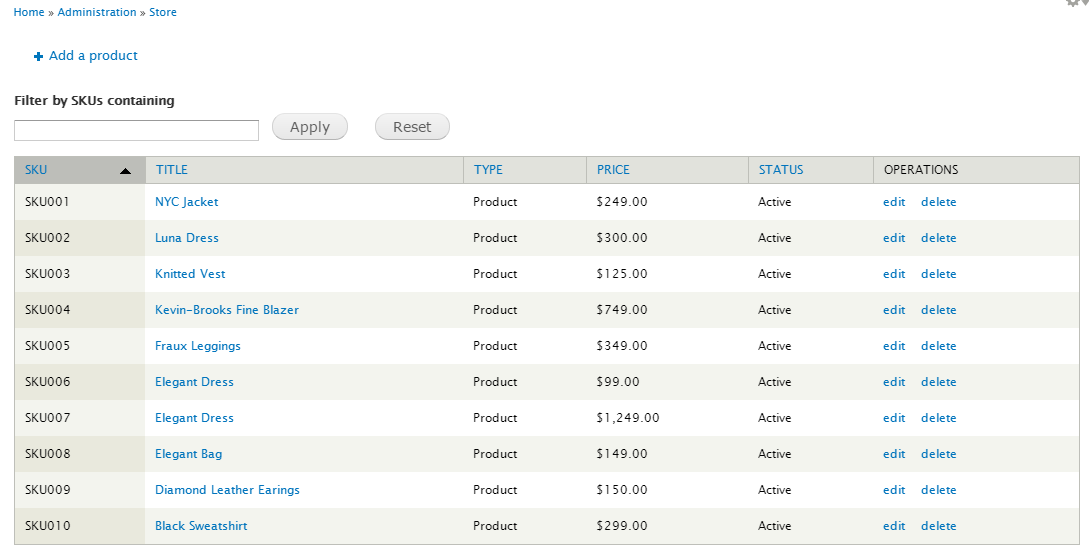 Home » Administration » Store
Add a product
Filter by SKUs containing
Apply Reset
SKU TITLE TYPE PRICE STATUS OPERATIONS
SKU001 NYC Jacket Product $249.00 Active edit delete
SKU002 Luna Dress Product $300.00 Active edit delete
SKU003 Knitted Vest Product $125.00 Active edit delete
SKU004 Kevin-Brooks Fine Blazer Product $749.00 Active edit delete
SKU005 Fraux Leggings Product $349.00 Active edit delete
SKU006 Elegant Dress Product $99.00 Active edit delete
SKU007 Elegant Dress Product $1,249.00 Active edit delete
SKU008 Elegant Bag Product $149.00 Active edit delete
SKU009 Diamond Leather Earings Product $150.00 Active edit delete
SKU010 Black Sweatshirt Product $299.00 Active edit delete